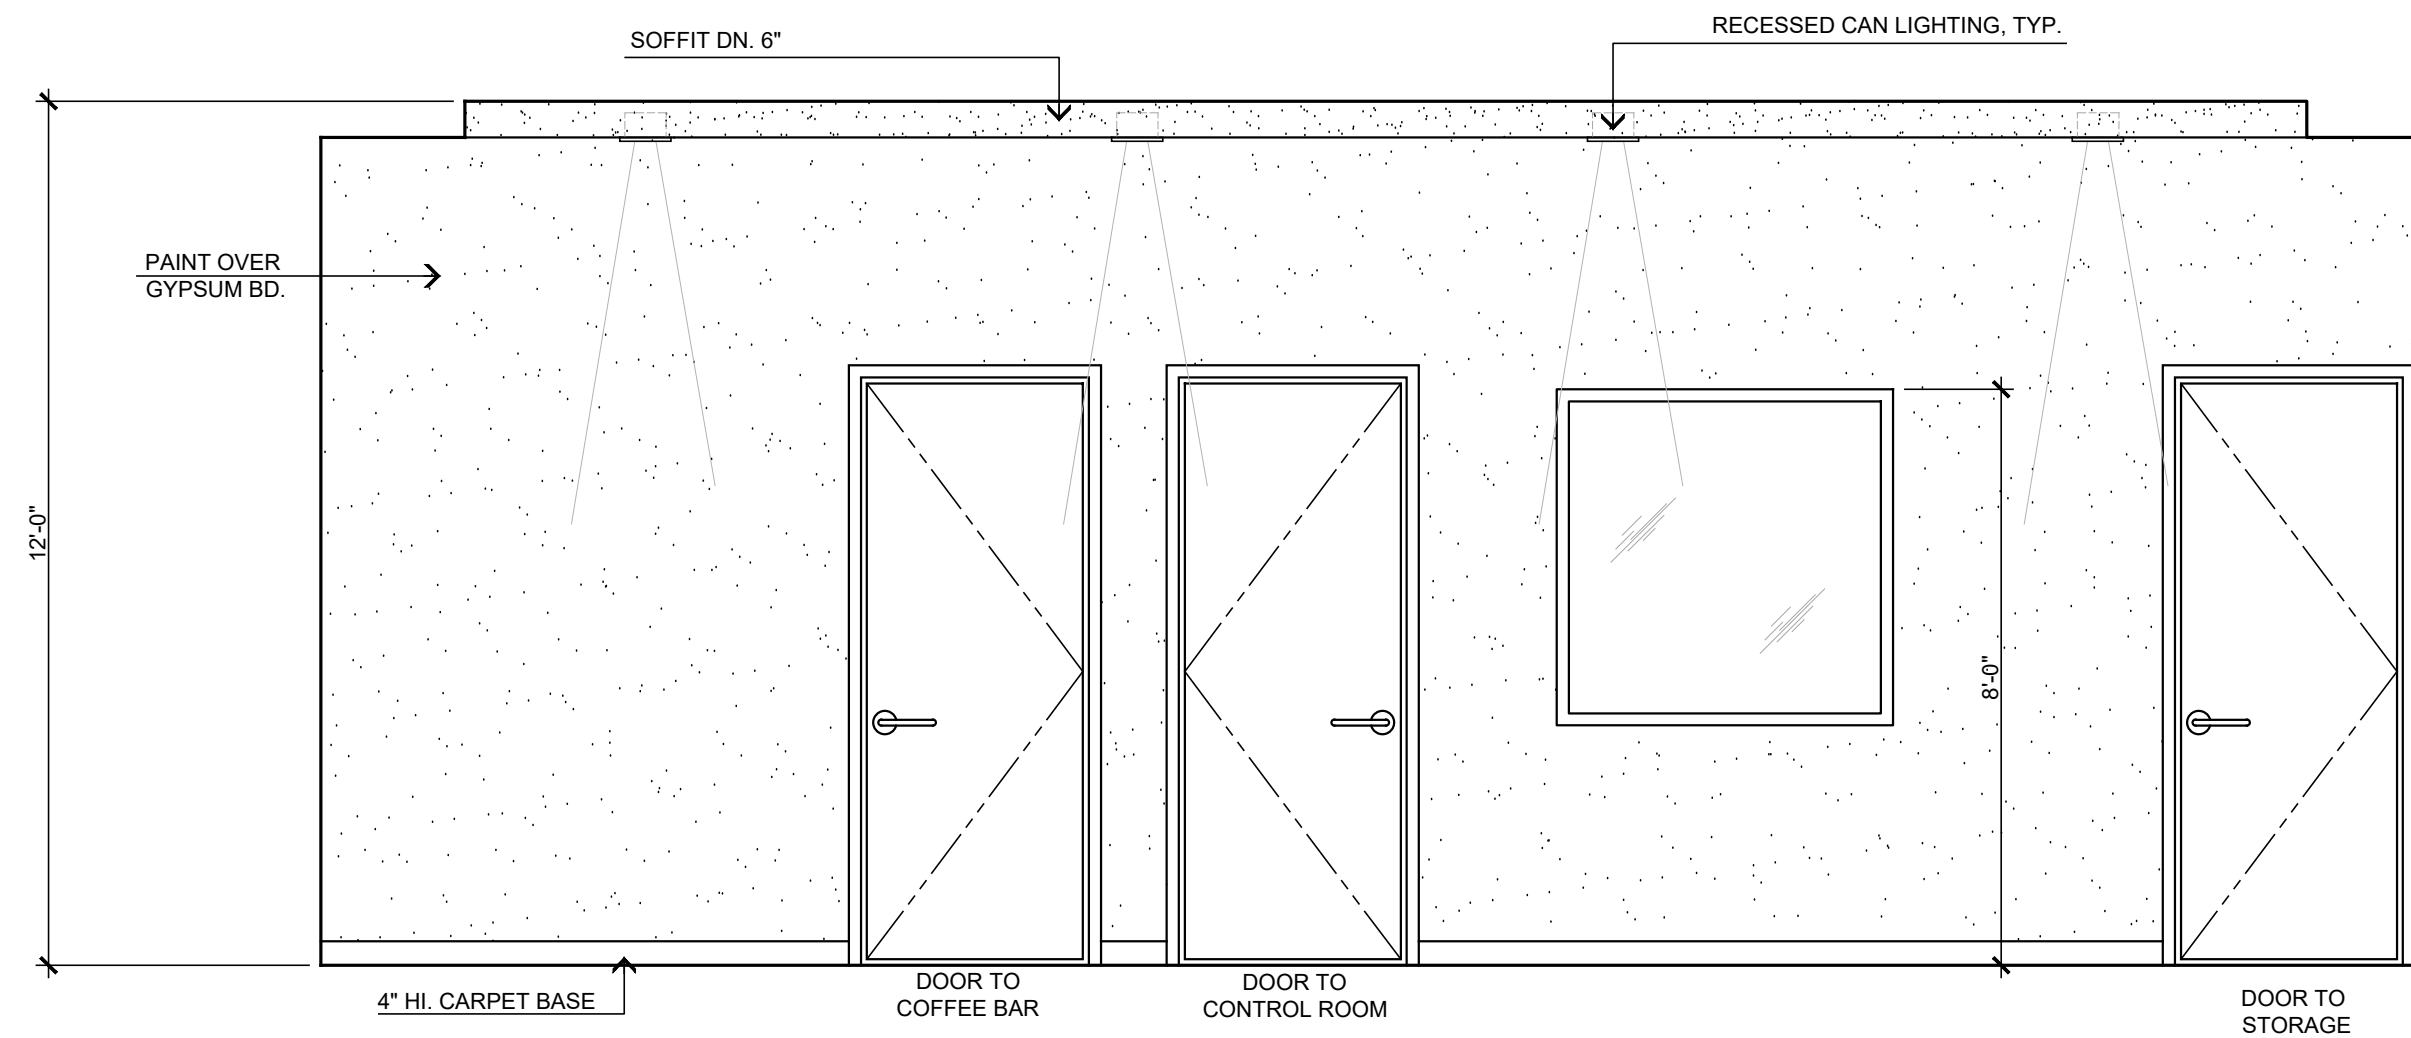 RECESSED CAN LIGHTING, TYP.
SOFFIT DN. 6"
PAINT OVER
GYPSUM BD.
12'-0"
8'-0"
4" HI. CARPET BASE
DOOR TO
COFFEE BAR
DOOR TO
CONTROL ROOM
DOOR TO
STORAGE